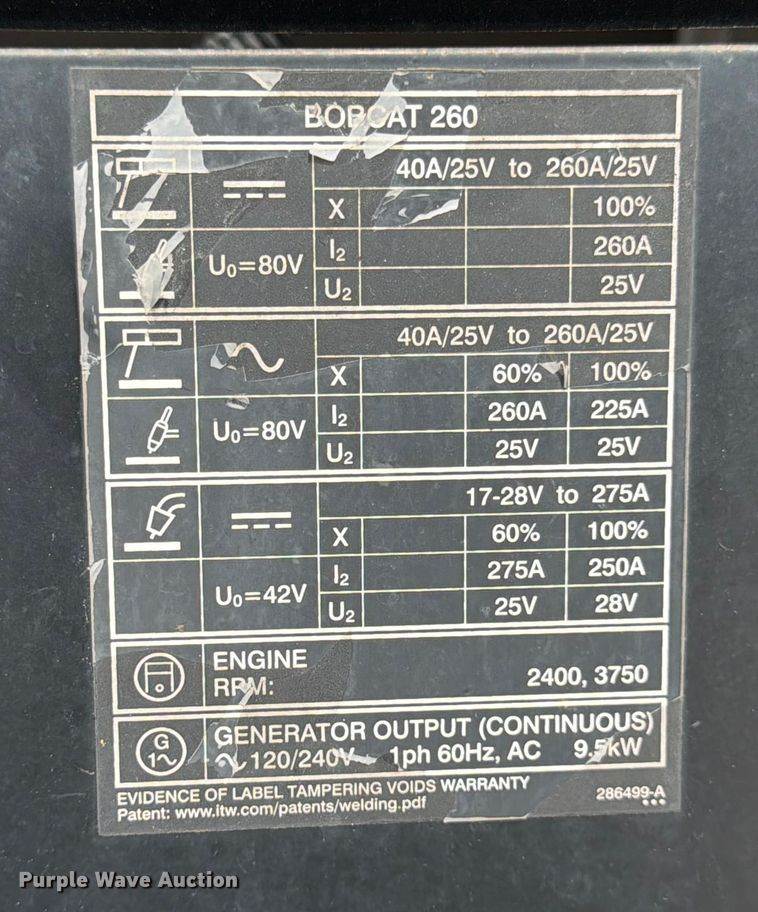 BOBCAT 260
40A/25V to 260A/25V
X 100%
U₀=80V
I₂ 260A
U₂ 25V
40A/25V to 260A/25V
X 60% 100%
U₀=80V
I₂ 260A 225A
U₂ 25V 25V
17-28V to 275A
X 60% 100%
U₀=42V
I₂ 275A 250A
U₂ 25V 28V
ENGINE
RPM: 2400, 3750
G
1~
GENERATOR OUTPUT (CONTINUOUS)
~120/240V 1ph 60Hz, AC 9.5kW
EVIDENCE OF LABEL TAMPERING VOIDS WARRANTY
Patent: www.itw.com/patents/welding.pdf
286499-A
Purple Wave Auction